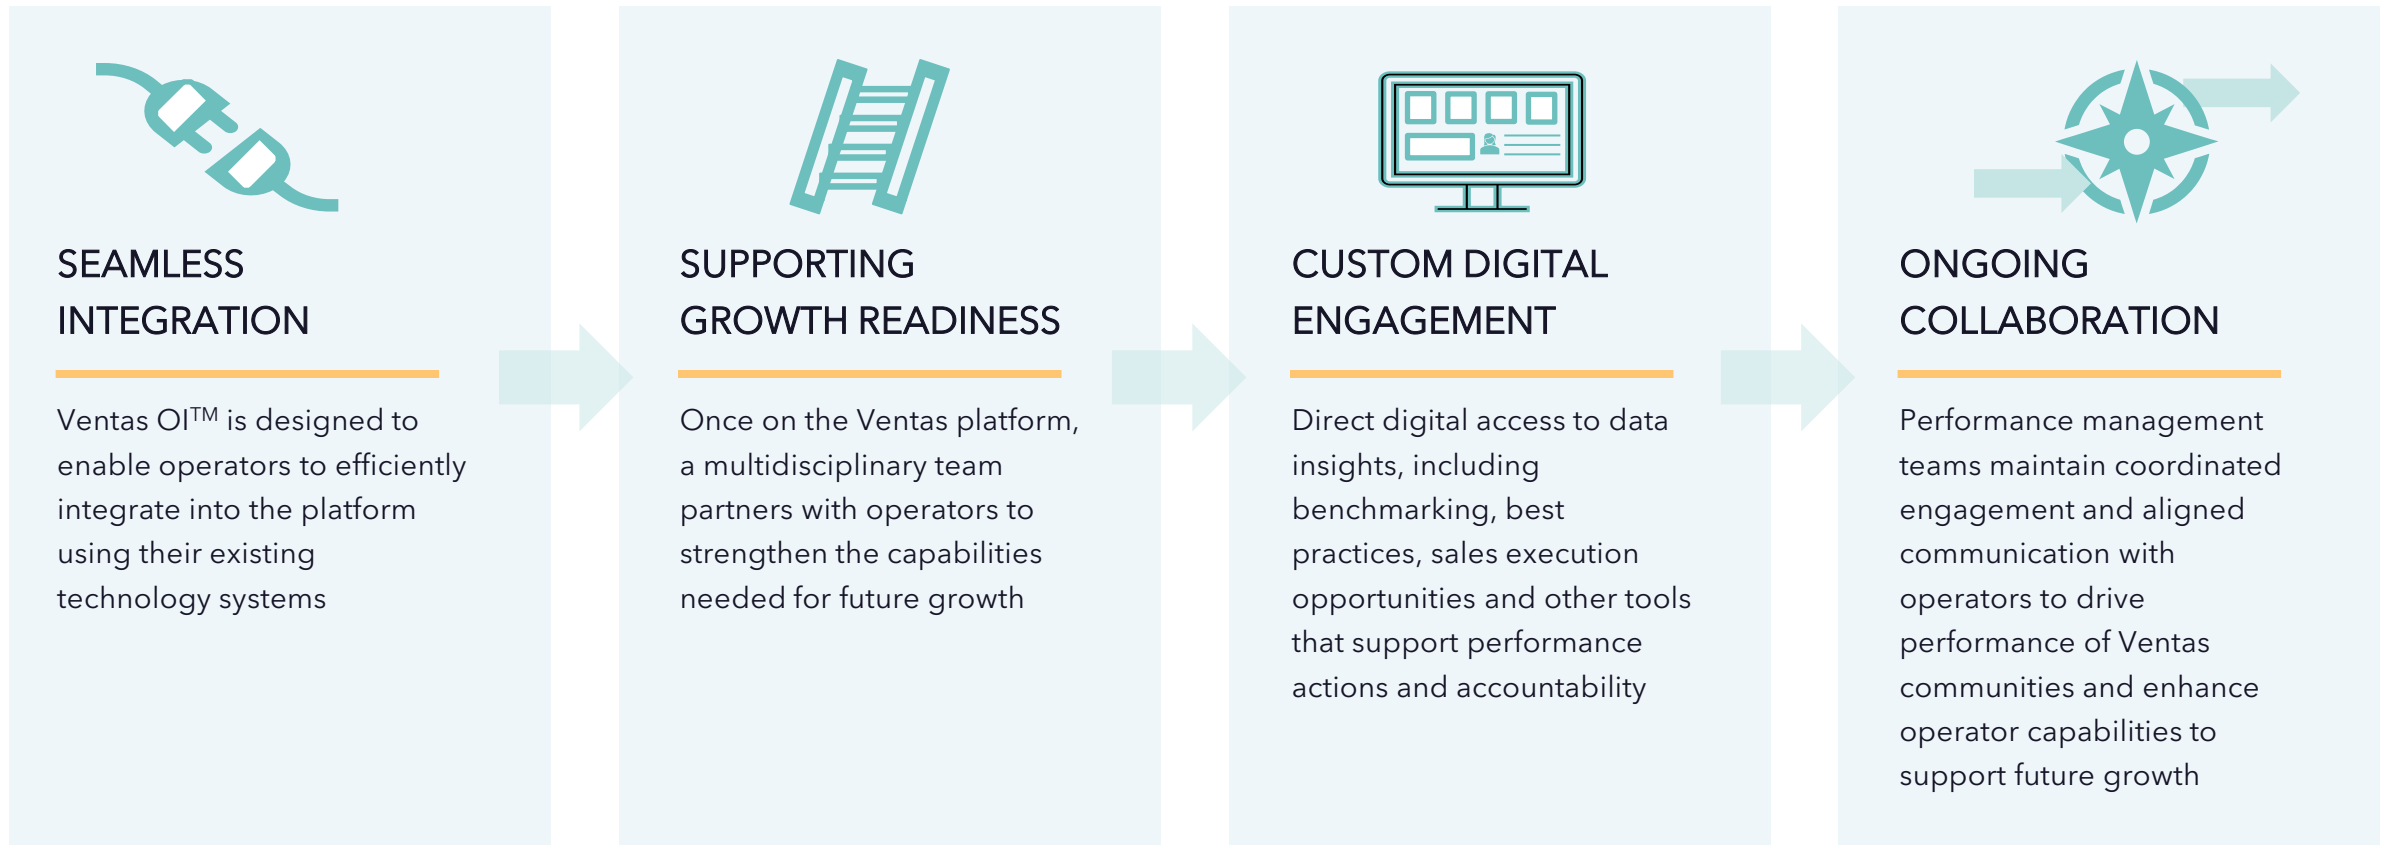 SEAMLESS
INTEGRATION
Ventas OI™ is designed to
enable operators to efficiently
integrate into the platform
using their existing
technology systems
SUPPORTING
GROWTH READINESS
Once on the Ventas platform,
a multidisciplinary team
partners with operators to
strengthen the capabilities
needed for future growth
CUSTOM DIGITAL
ENGAGEMENT
Direct digital access to data
insights, including
benchmarking, best
practices, sales execution
opportunities and other tools
that support performance
actions and accountability
ONGOING
COLLABORATION
Performance management
teams maintain coordinated
engagement and aligned
communication with
operators to drive
performance of Ventas
communities and enhance
operator capabilities to
support future growth